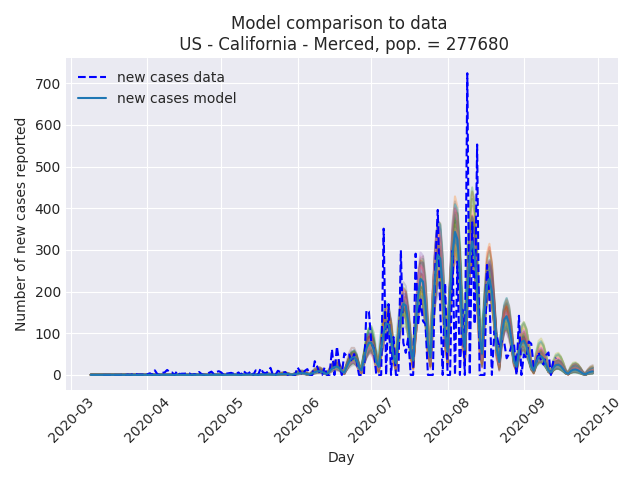 Model comparison to data
US - California - Merced, pop. = 277680
new cases data
new cases model
Number of new cases reported
700
600
500
400
300
200
100
0
2020-03
2020-04
2020-05
2020-06
2020-07
2020-08
2020-09
2020-10
Day